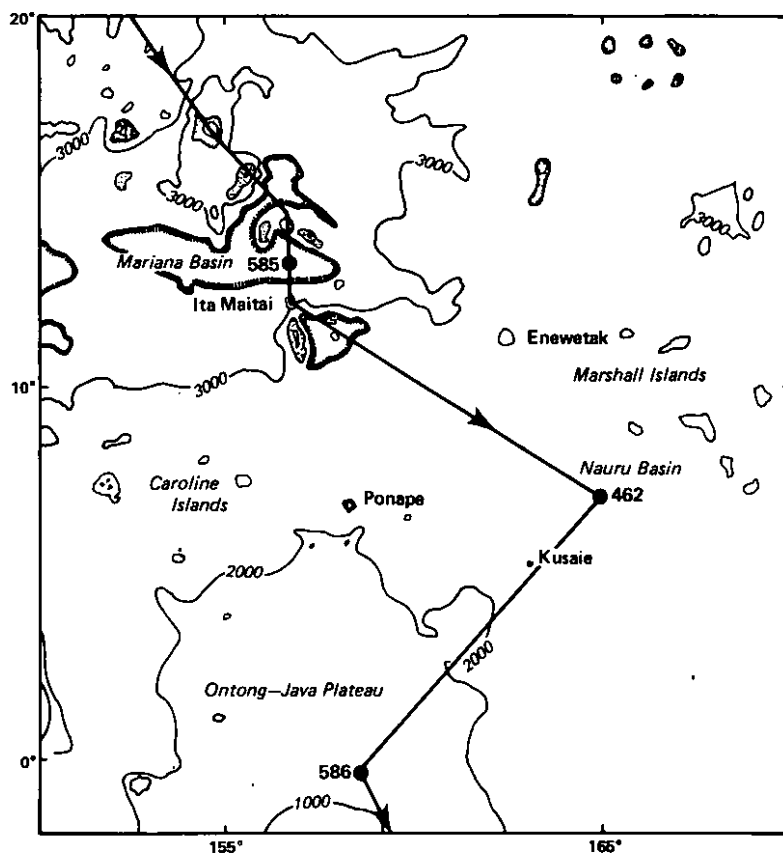 20°
3000
3000
3000
3000
Mariana Basin
585
Ita Maitai
Enewetak
10°
3000
Marshall Islands
Nauru Basin
462
Caroline
Islands
Ponape
Kusaie
2000
2000
Ontong—Java Plateau
0°
586
1000
155°
165°